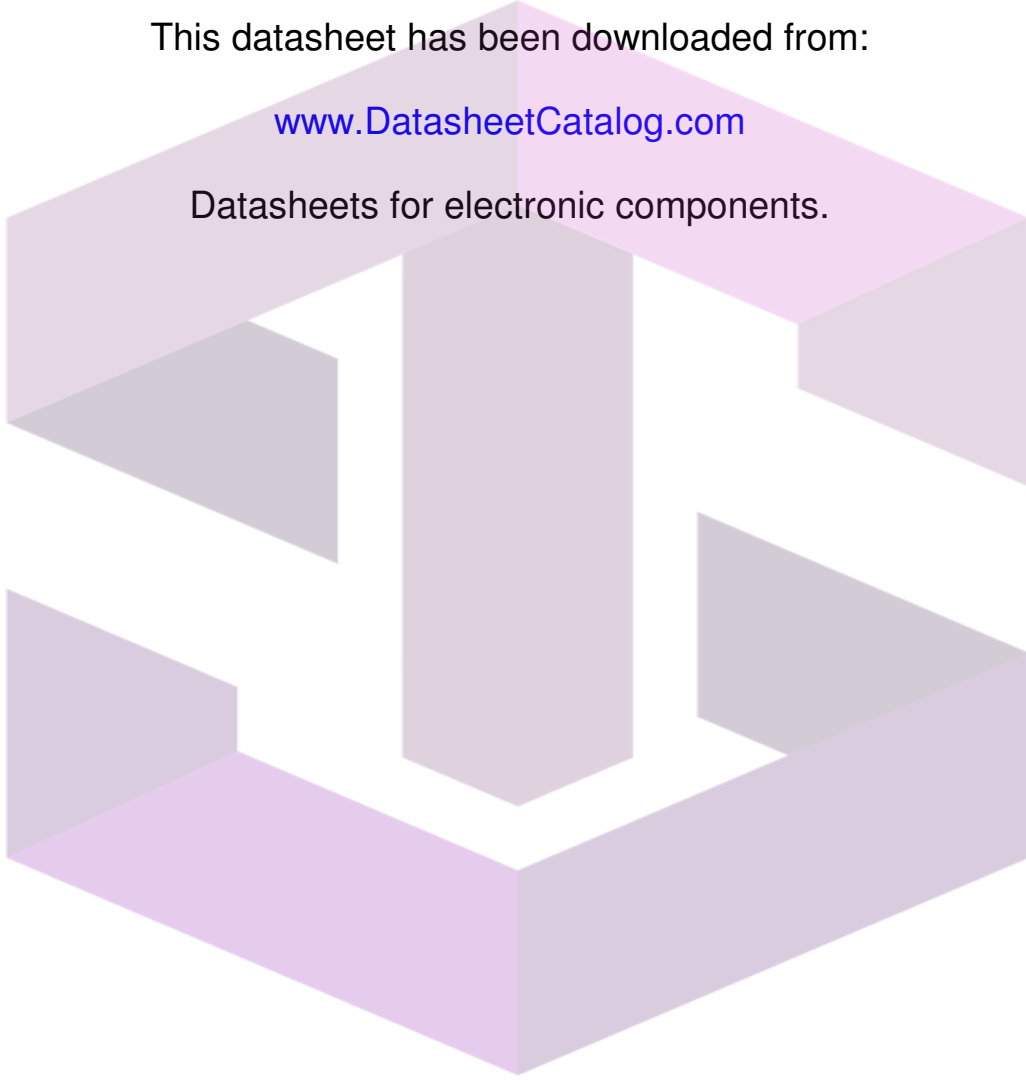 This datasheet has been downloaded from:
www.DatasheetCatalog.com
Datasheets for electronic components.